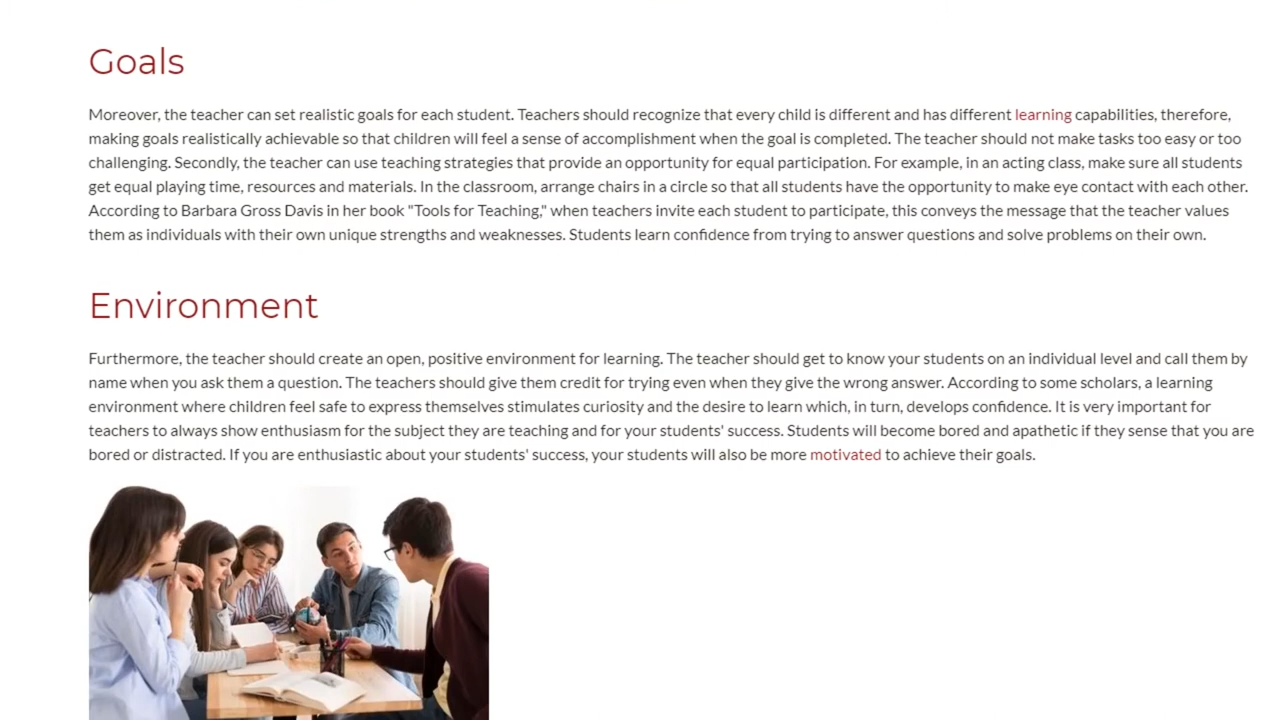 Goals
Moreover, the teacher can set realistic goals for each student. Teachers should recognize that every child is different and has different learning capabilities, therefore,
making goals realistically achievable so that children will feel a sense of accomplishment when the goal is completed. The teacher should not make tasks too easy or too
challenging. Secondly, the teacher can use teaching strategies that provide an opportunity for equal participation. For example, in an acting class, make sure all students
get equal playing time, resources and materials. In the classroom, arrange chairs in a circle so that all students have the opportunity to make eye contact with each other.
According to Barbara Gross Davis in her book "Tools for Teaching," when teachers invite each student to participate, this conveys the message that the teacher values
them as individuals with their own unique strengths and weaknesses. Students learn confidence from trying to answer questions and solve problems on their own.
Environment
Furthermore, the teacher should create an open, positive environment for learning. The teacher should get to know your students on an individual level and call them by
name when you ask them a question. The teachers should give them credit for trying even when they give the wrong answer. According to some scholars, a learning
environment where children feel safe to express themselves stimulates curiosity and the desire to learn which, in turn, develops confidence. It is very important for
teachers to always show enthusiasm for the subject they are teaching and for your students' success. Students will become bored and apathetic if they sense that you are
bored or distracted. If you are enthusiastic about your students' success, your students will also be more motivated to achieve their goals.